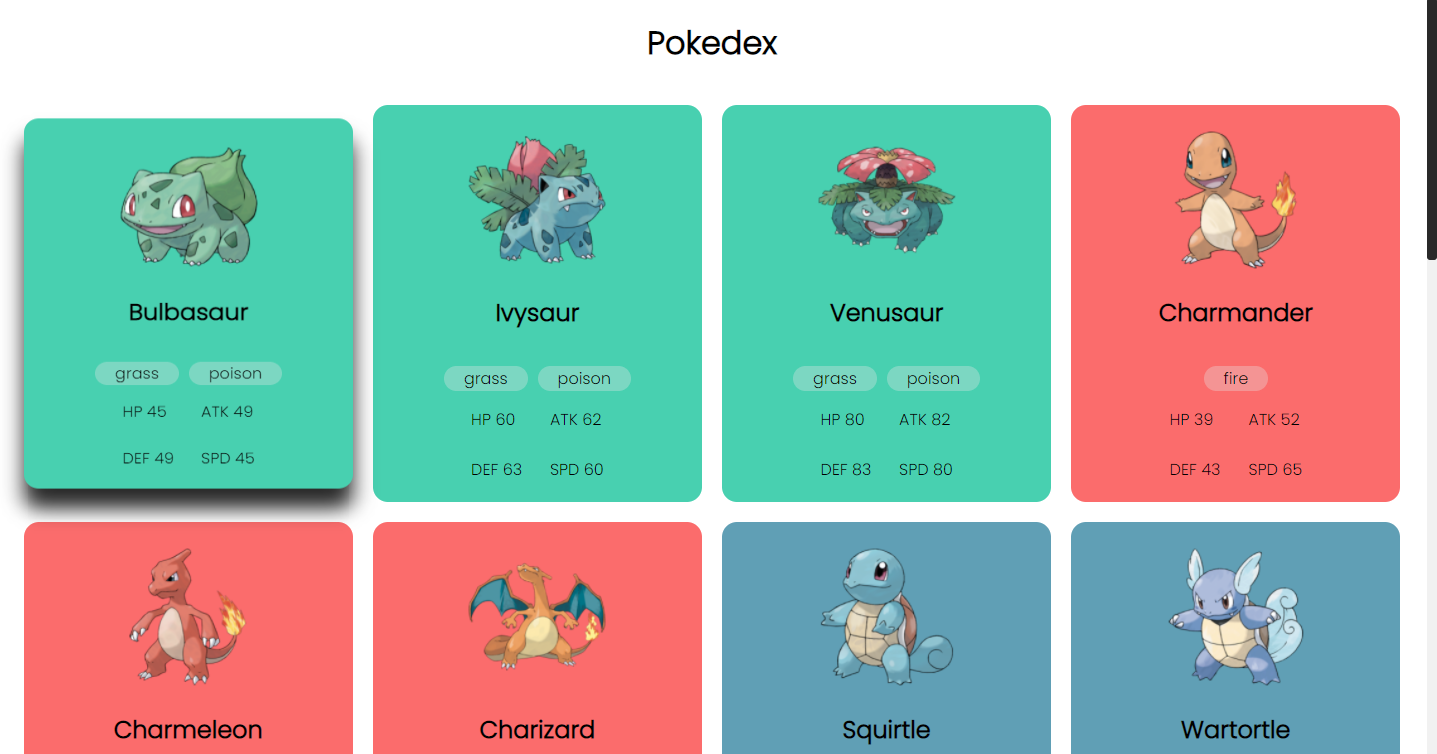 Pokedex
Bulbasaur
grass poison
HP 45 ATK 49
DEF 49 SPD 45
Ivysaur
grass poison
HP 60 ATK 62
DEF 63 SPD 60
Venusaur
grass poison
HP 80 ATK 82
DEF 83 SPD 80
Charmander
fire
HP 39 ATK 52
DEF 43 SPD 65
Charmeleon
Charizard
Squirtle
Wartortle